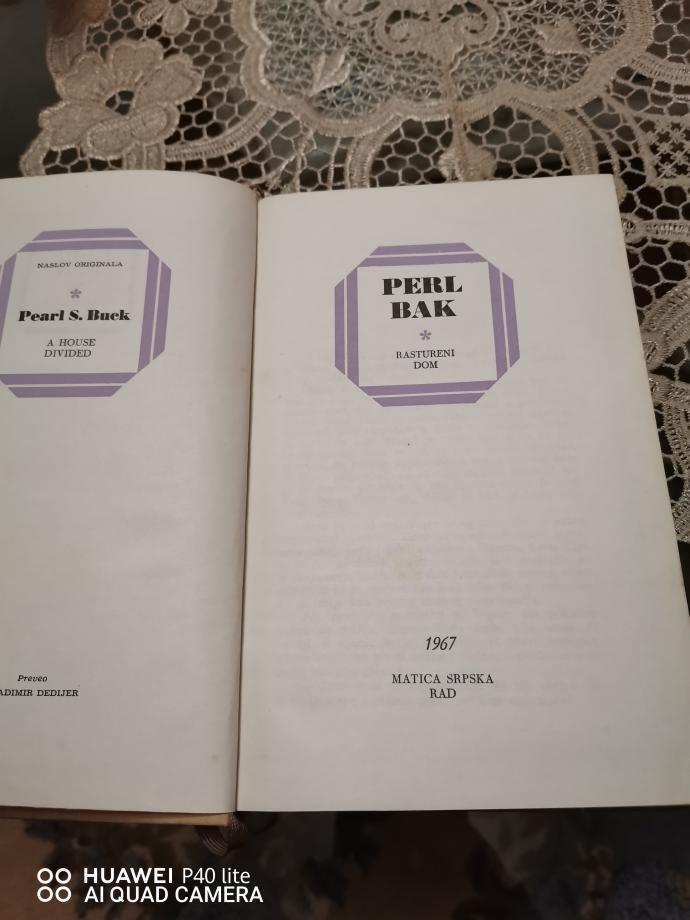 NASLOV ORIGINALA
Pearl S. Buck
A HOUSE
DIVIDED
Preveo
DEDIJER
PERL
BAK
RASTURENI
DOM
1967
MATICA SRPSKA
RAD
HUAWEI P40 lite
AI QUAD CAMERA